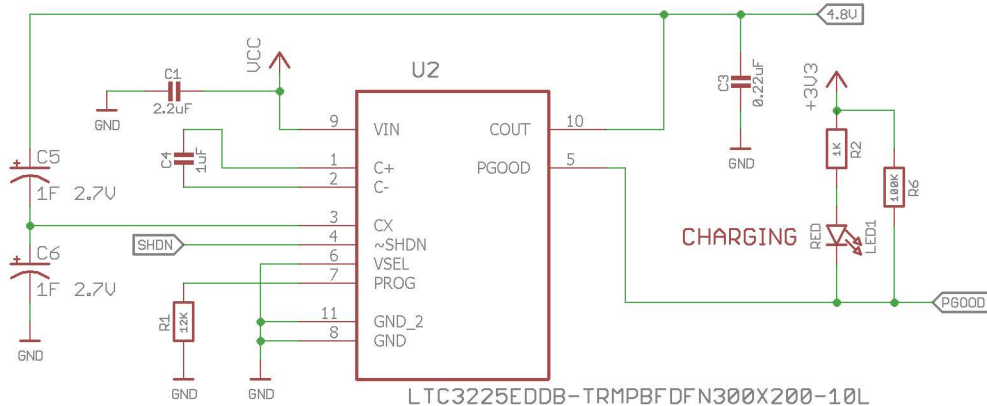 4.8V
VCC
U2
C1
2.2uF
GND
C3
0.22uF
GND
+3V3
9
VIN
COUT
10
C4
1uF
1
C+
PGOOD
5
2
C-
R2
1K
R6
100K
C5
1F 2.7V
3
CX
SHDN
4
~SHDN
CHARGING
RED
LED1
C6
1F 2.7V
6
VSEL
7
PROG
R1
12K
11
GND_2
8
GND
PGOOD
GND
GND
GND
LTC3225EDDB-TRMPBFDFN300X200-10L